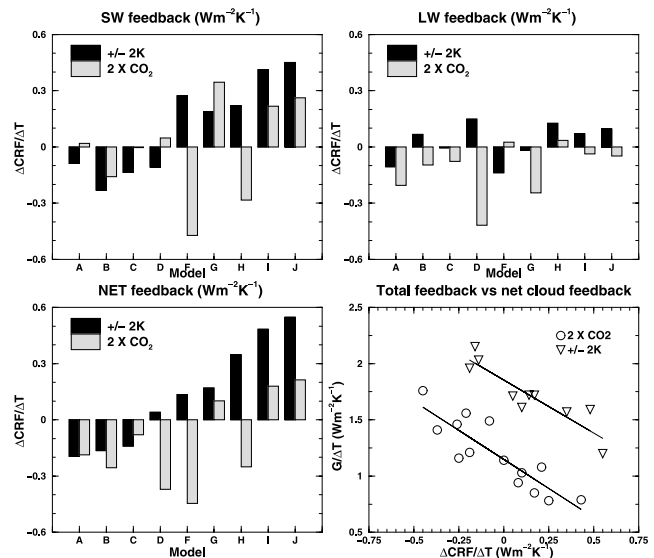 SW feedback (Wm−2K−1)
0.6
0.3
0
−0.3
−0.6
ΔCRF/ΔT
+/− 2K
2 X CO2
A B C D F G H I J
Model
LW feedback (Wm−2K−1)
0.6
0.3
0
−0.3
−0.6
ΔCRF/ΔT
+/− 2K
2 X CO2
A B C D F G H I J
Model
NET feedback (Wm−2K−1)
0.6
0.3
0
−0.3
−0.6
ΔCRF/ΔT
+/− 2K
2 X CO2
A B C D F G H I J
Model
Total feedback vs net cloud feedback
2.5
2
1.5
1
0.5
G/ΔT (Wm−2K−1)
2 X CO2
+/− 2K
−0.75 −0.5 −0.25 0 0.25 0.5 0.75
ΔCRF/ΔT (Wm−2K−1)